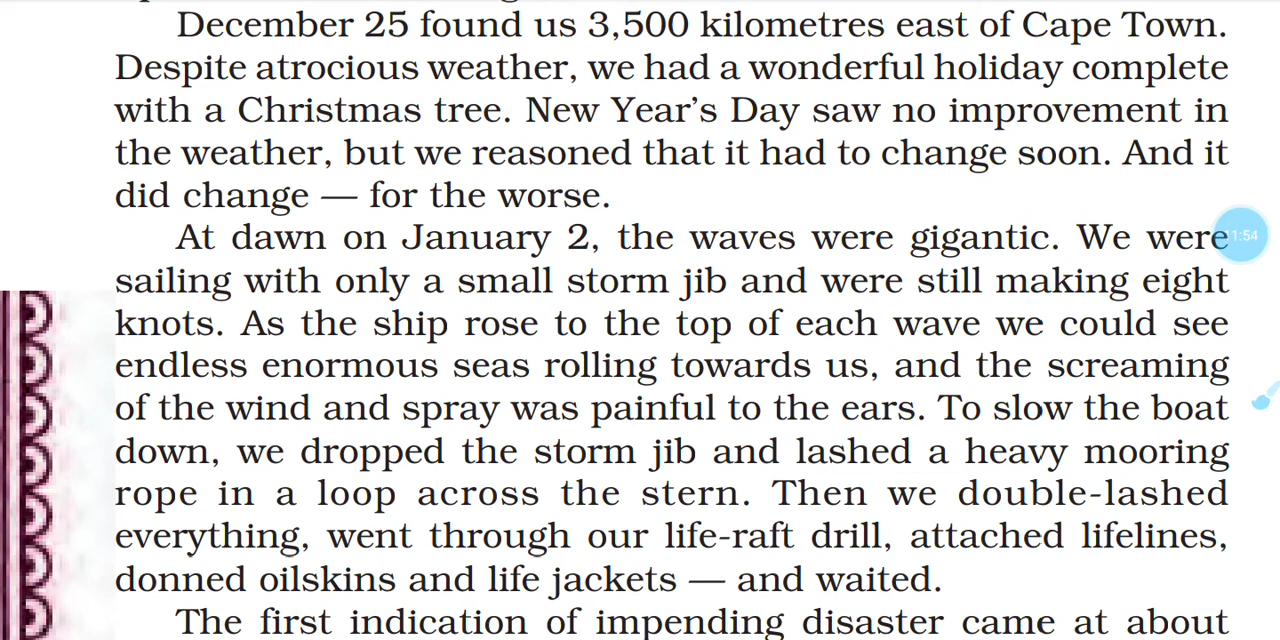 December 25 found us 3,500 kilometres east of Cape Town.
Despite atrocious weather, we had a wonderful holiday complete
with a Christmas tree. New Year's Day saw no improvement in
the weather, but we reasoned that it had to change soon. And it
did change — for the worse.
At dawn on January 2, the waves were gigantic. We were
11:54
sailing with only a small storm jib and were still making eight
knots. As the ship rose to the top of each wave we could see
endless enormous seas rolling towards us, and the screaming
of the wind and spray was painful to the ears. To slow the boat
down, we dropped the storm jib and lashed a heavy mooring
rope in a loop across the stern. Then we double-lashed
everything, went through our life-raft drill, attached lifelines,
donned oilskins and life jackets — and waited.
The first indication of impending disaster came at about